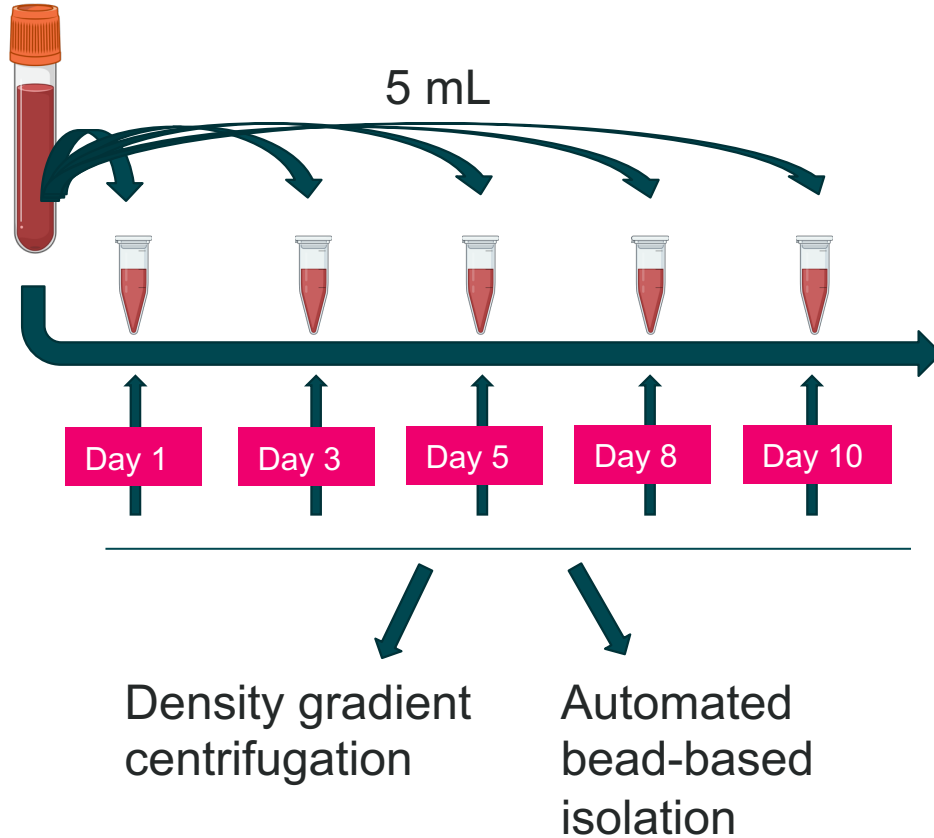 5 mL
Day 1
Day 3
Day 5
Day 8
Day 10
Density gradient
centrifugation
Automated
bead-based
isolation